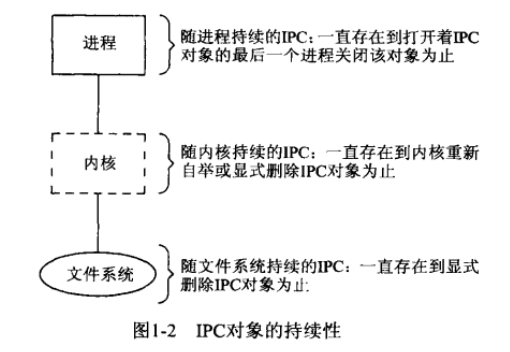 进程
随进程持续的IPC：一直存在到打开着IPC
对象的最后一个进程关闭该对象为止
内核
随内核持续的IPC：一直存在到内核重新
自举或显式删除IPC对象为止
文件系统
随文件系统持续的IPC：一直存在到显式
删除IPC对象为止
图1-2 IPC对象的持续性